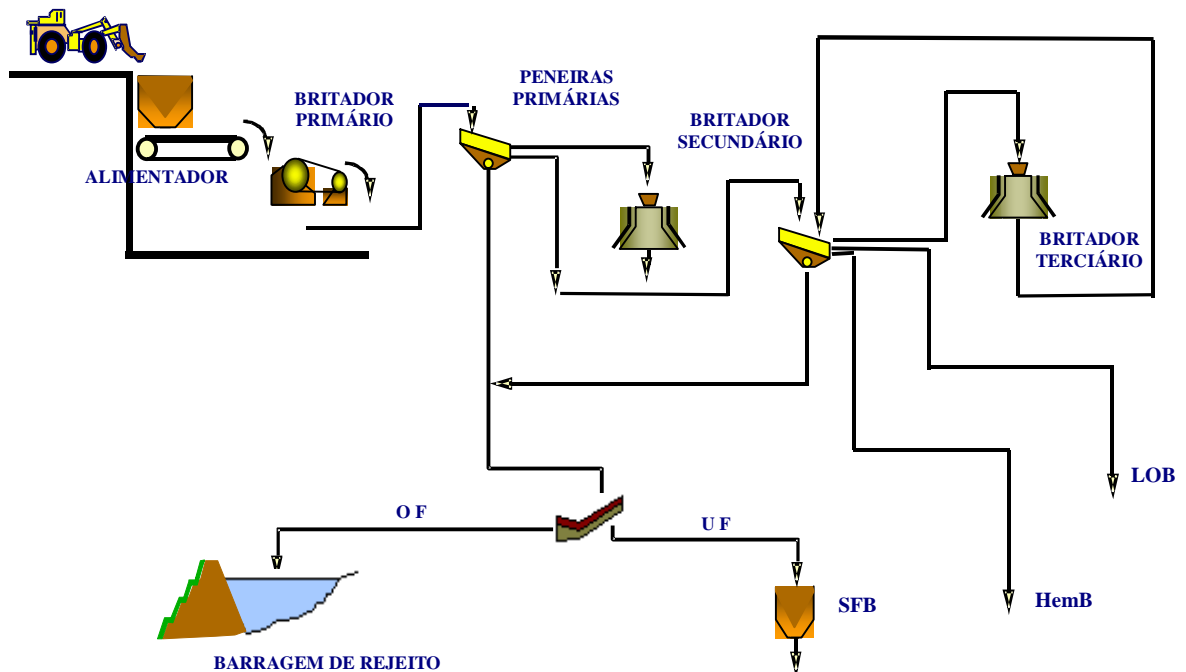 PENEIRAS
PRIMÁRIAS
BRITADOR
PRIMÁRIO
BRITADOR
SECUNDÁRIO
ALIMENTADOR
BRITADOR
TERCIÁRIO
LOB
O F
U F
SFB
HemB
BARRAGEM DE REJEITO